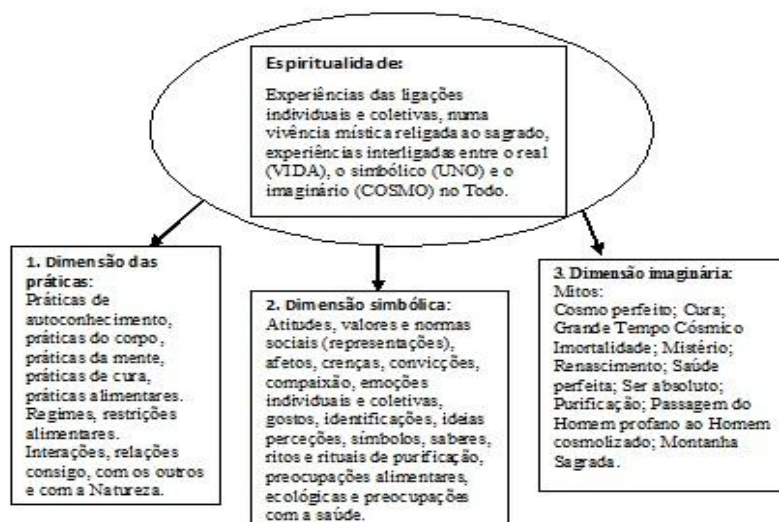 Espiritualidade:
Experiências das ligações
individuais e coletivas, numa
vivência mística religada ao sagrado,
experiências interligadas entre o real
(VIDA), o simbólico (UNO) e o
imaginário (COSMO) no Todo.
1. Dimensão das
práticas:
Práticas de
autoconhecimento,
práticas do corpo,
práticas da mente,
práticas de cura,
práticas alimentares.
Regimes, restrições
alimentares.
Interações, relações
consigo, com os outros
e com a Natureza.
2. Dimensão simbólica:
Atitudes, valores e normas
sociais (representações),
afetos, crenças, convicções,
compaixão, emoções
individuais e coletivas,
gostos, identificações, ideias
perceções, símbolos, saberes,
ritos e rituais de purificação,
preocupações alimentares,
ecológicas e preocupações
com a saúde.
3. Dimensão imaginária:
Mitos:
Cosmo perfeito; Cura;
Grande Tempo Cósmico
Imortalidade; Mistério;
Renascimento; Saúde
perfeita; Ser absoluto;
Purificação; Passagem do
Homem profano ao Homem
cosmolizado; Montanha
Sagrada.